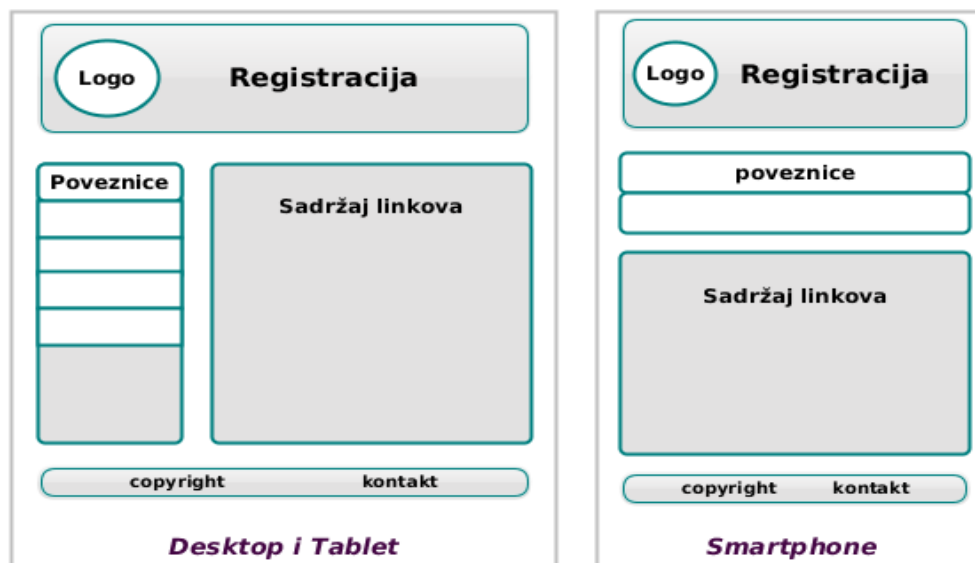 Logo
Registracija
Poveznice
Sadržaj linkova
copyright kontakt
Desktop i Tablet
Logo
Registracija
poveznice
Sadržaj linkova
copyright kontakt
Smartphone